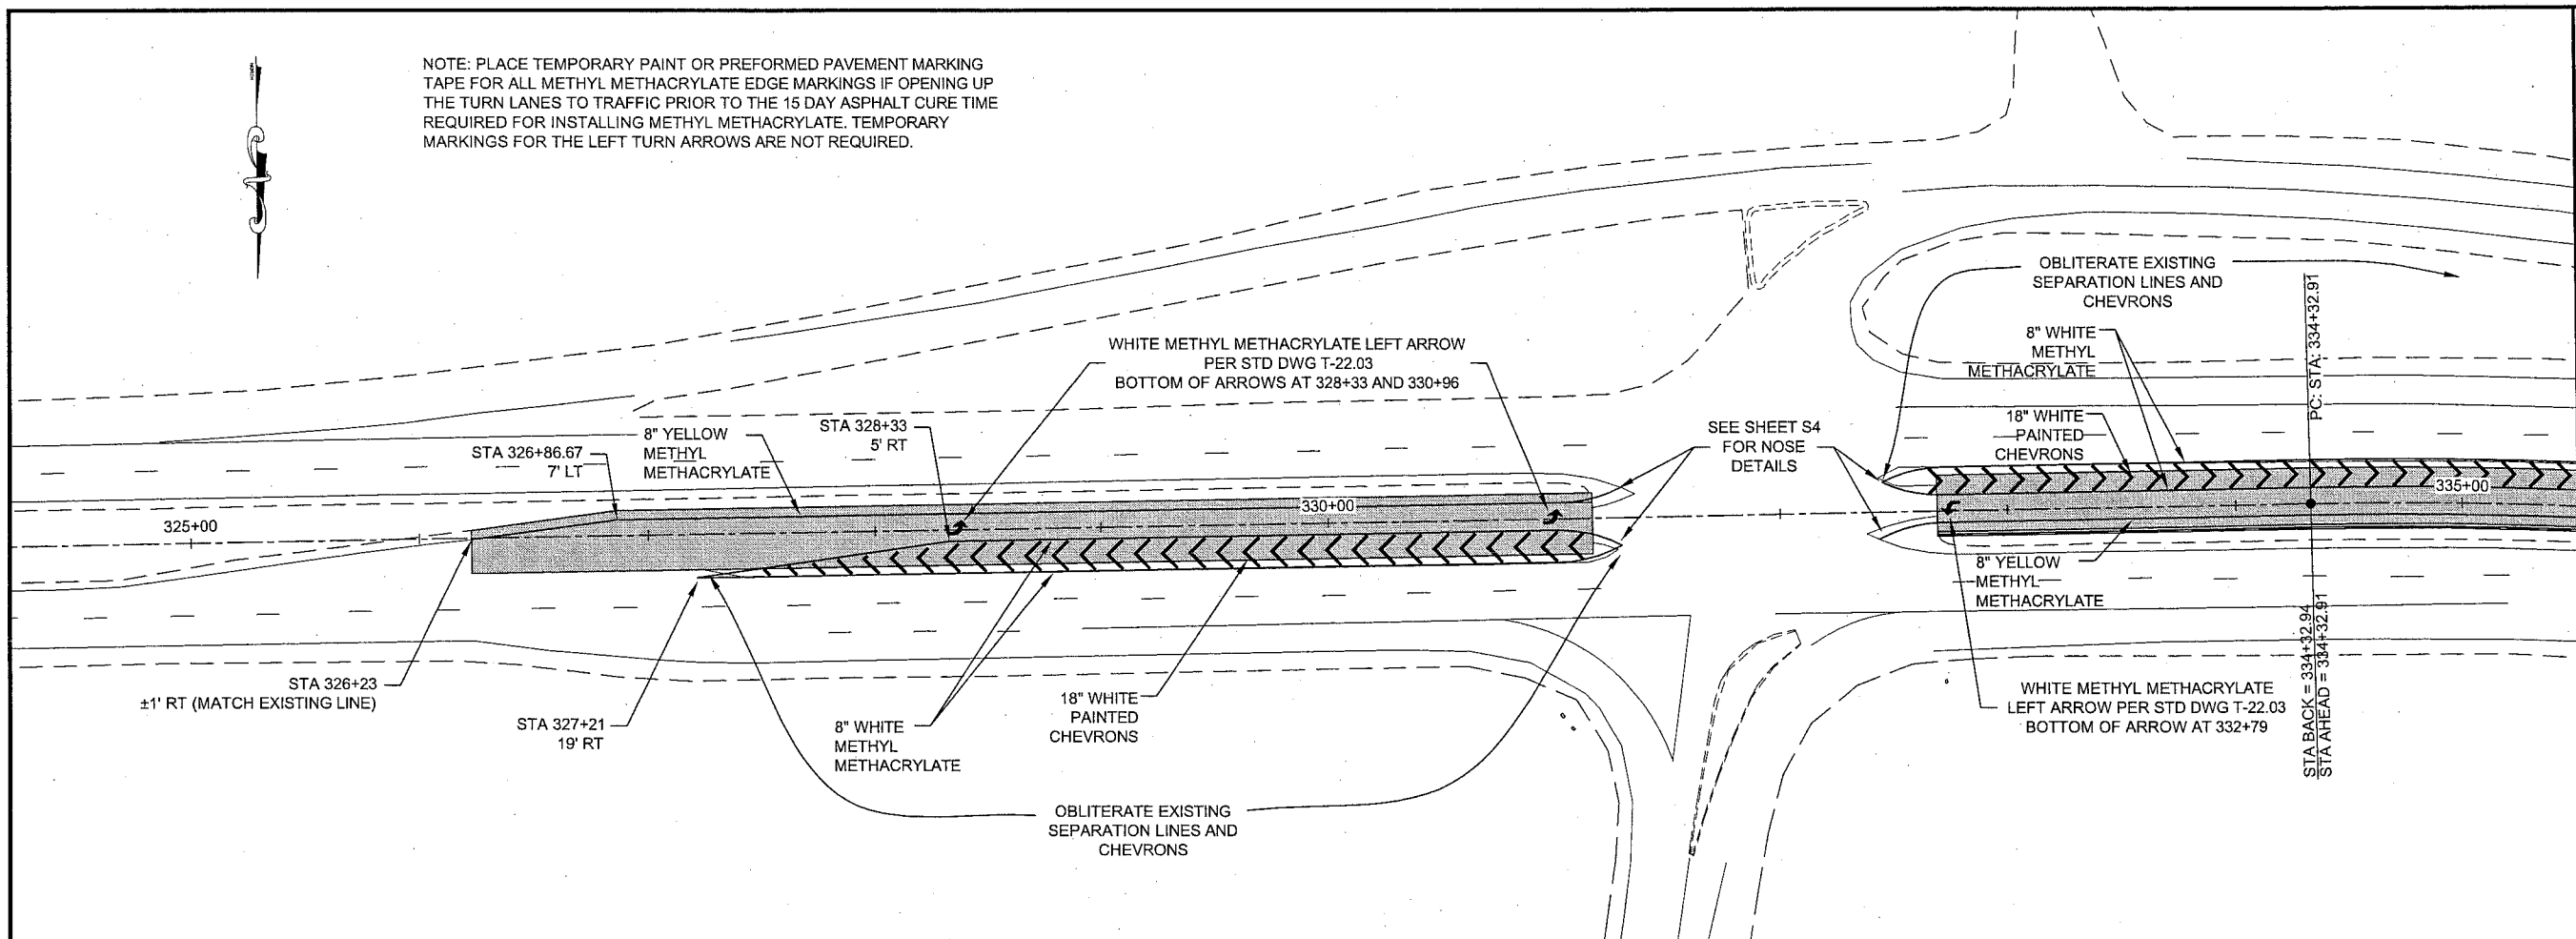 NOTE: PLACE TEMPORARY PAINT OR PREFORMED PAVEMENT MARKING
TAPE FOR ALL METHYL METHACRYLATE EDGE MARKINGS IF OPENING UP
THE TURN LANES TO TRAFFIC PRIOR TO THE 15 DAY ASPHALT CURE TIME
REQUIRED FOR INSTALLING METHYL METHACRYLATE. TEMPORARY
MARKINGS FOR THE LEFT TURN ARROWS ARE NOT REQUIRED.
WHITE METHYL METHACRYLATE LEFT ARROW
PER STD DWG T-22.03
BOTTOM OF ARROWS AT 328+33 AND 330+96
OBLITERATE EXISTING
SEPARATION LINES AND
CHEVRONS
8" WHITE
METHYL
METHACRYLATE
PC: STA: 334+32.91
18" WHITE
PAINTED
CHEVRONS
SEE SHEET S4
FOR NOSE
DETAILS
STA 328+33
5' RT
8" YELLOW
METHYL
METHACRYLATE
STA 326+86.67
7' LT
325+00
330+00
335+00
8" YELLOW
METHYL
METHACRYLATE
STA 326+23
±1' RT (MATCH EXISTING LINE)
STA 327+21
19' RT
8" WHITE
METHYL
METHACRYLATE
18" WHITE
PAINTED
CHEVRONS
WHITE METHYL METHACRYLATE
LEFT ARROW PER STD DWG T-22.03
BOTTOM OF ARROW AT 332+79
STA BACK = 334+32.94
STA AHEAD = 334+32.91
OBLITERATE EXISTING
SEPARATION LINES AND
CHEVRONS